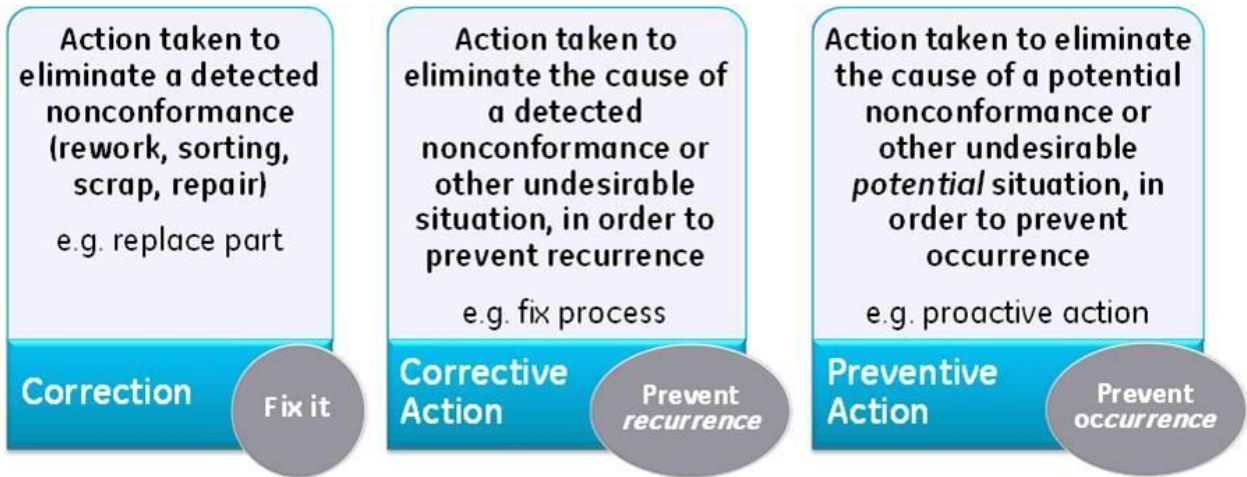 Action taken to
eliminate a detected
nonconformance
(rework, sorting,
scrap, repair)
e.g. replace part
Correction
Fix it
Action taken to
eliminate the cause of
a detected
nonconformance or
other undesirable
situation, in order to
prevent recurrence
e.g. fix process
Corrective
Action
Prevent
recurrence
Action taken to eliminate
the cause of a potential
nonconformance or
other undesirable
potential situation, in
order to prevent
occurrence
e.g. proactive action
Preventive
Action
Prevent
occurrence